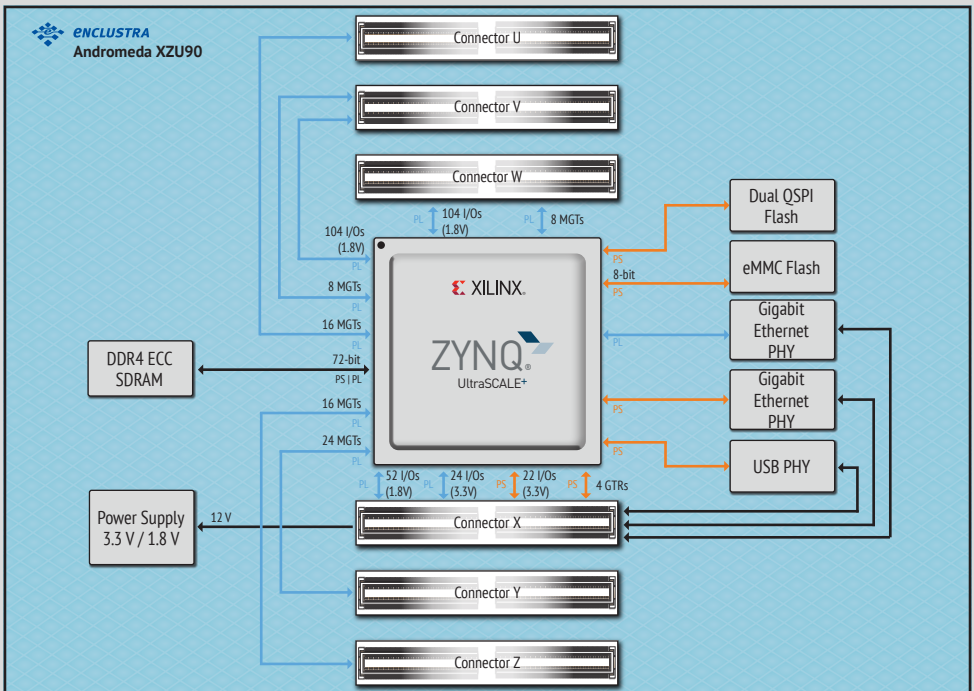 ENCLUSTRA
Andromeda XZU90
Connector U
Connector V
Connector W
PL
104 I/Os
(1.8V)
PL
8 MGTs
104 I/Os
(1.8V)
PL
8 MGTs
PL
16 MGTs
PL
72-bit
PS | PL
16 MGTs
PL
24 MGTs
PL
DDR4 ECC
SDRAM
XILINX.
ZYNQ®
UltraSCALE+
PS
8-bit
PS
PL
PS
PS
Dual QSPI
Flash
eMMC Flash
Gigabit
Ethernet
PHY
Gigabit
Ethernet
PHY
USB PHY
PL
52 I/Os
(1.8V)
PL
24 I/Os
(3.3V)
PS
22 I/Os
(3.3V)
PS
4 GTRs
Power Supply
3.3 V / 1.8 V
12 V
Connector X
Connector Y
Connector Z